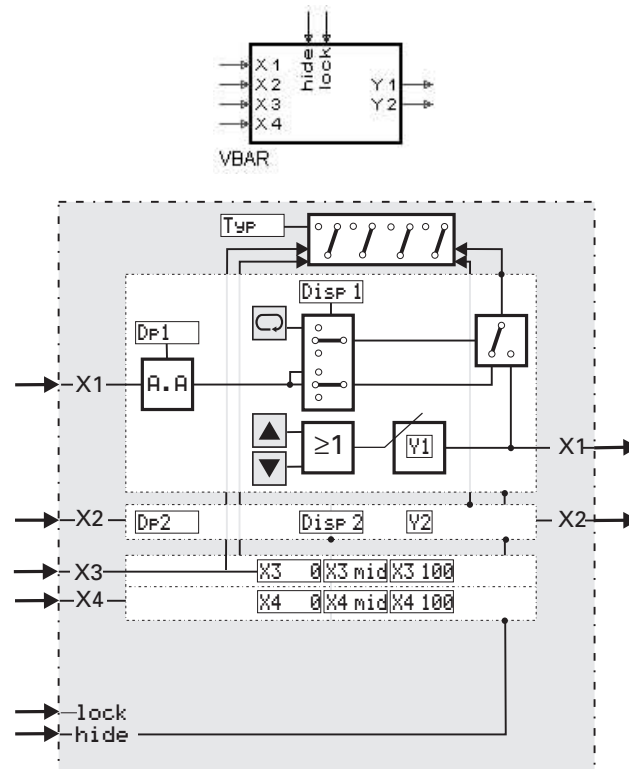 hide
lock
X1
X2
X3
X4
Y1
Y2
VBAR
Typ
Disp 1
Dp1
A.A
X1
≥1
Y1
X1
X2
Dp2
Disp 2
Y2
X2
X3
X3 0
X3 mid
X3 100
X4
X4 0
X4 mid
X4 100
lock
hide